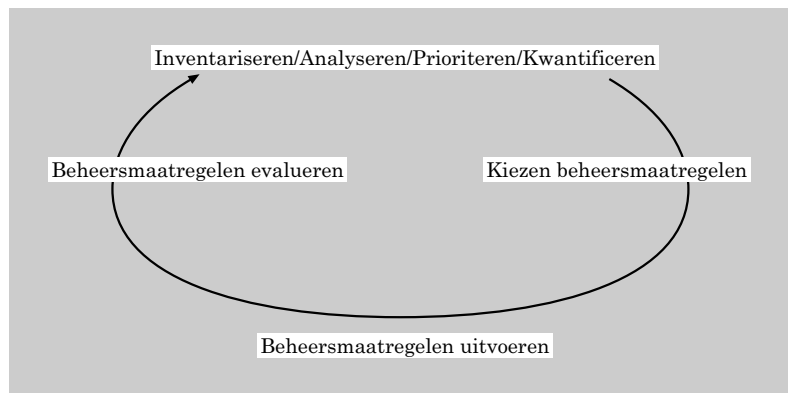 Inventariseren/Analyseren/Prioriteren/Kwantificeren
Beheersmaatregelen evalueren
Kiezen beheersmaatregelen
Beheersmaatregelen uitvoeren